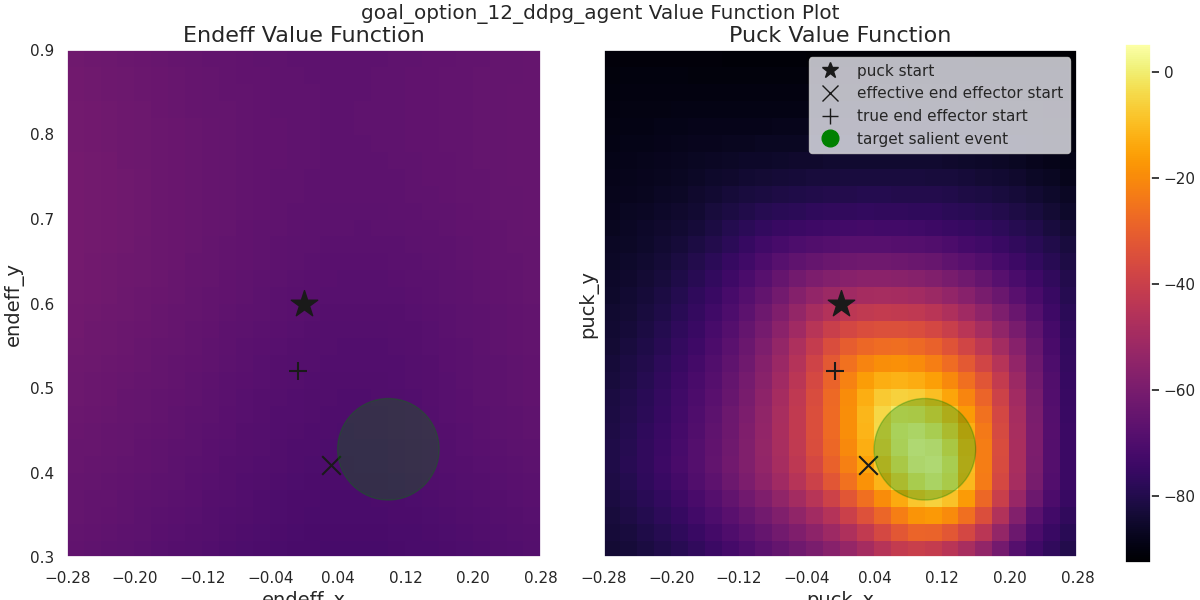 goal_option_12_ddpg_agent Value Function Plot
Endeff Value Function
Puck Value Function
puck start
effective end effector start
true end effector start
target salient event
0.9
0.8
0.7
0.6
0.5
0.4
0.3
endeff_y
puck_y
−0.28 −0.20 −0.12 −0.04 0.04 0.12 0.20 0.28
−0.28 −0.20 −0.12 −0.04 0.04 0.12 0.20 0.28
endeff_x
puck_x
0
−20
−40
−60
−80